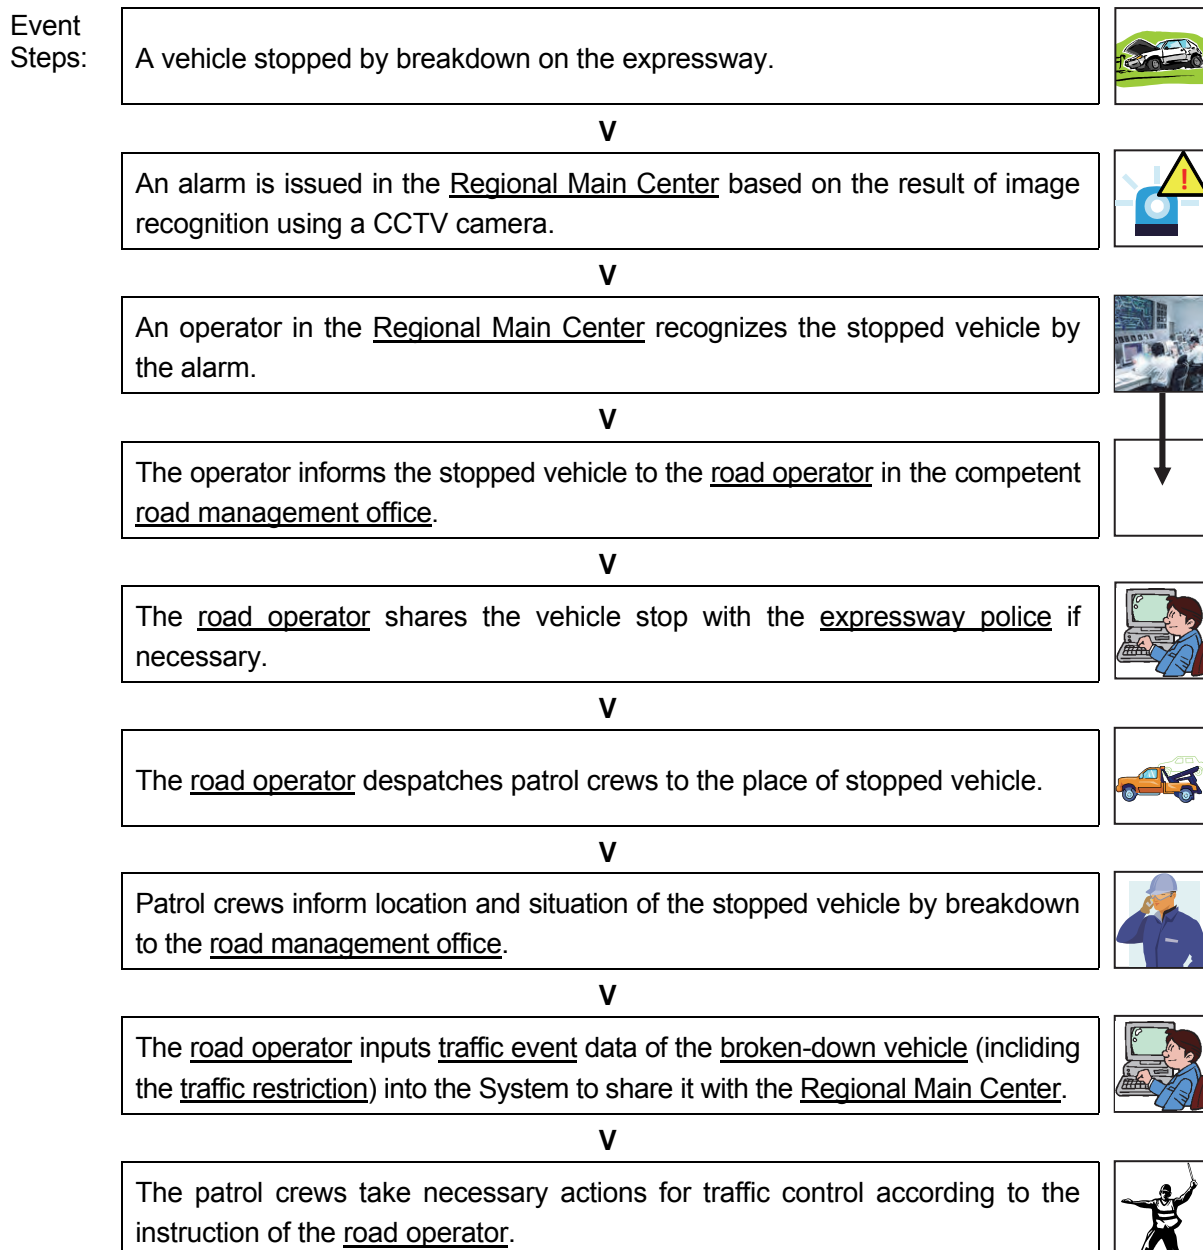 Event
Steps:
A vehicle stopped by breakdown on the expressway.
V
An alarm is issued in the Regional Main Center based on the result of image
recognition using a CCTV camera.
V
An operator in the Regional Main Center recognizes the stopped vehicle by
the alarm.
V
The operator informs the stopped vehicle to the road operator in the competent
road management office.
V
The road operator shares the vehicle stop with the expressway police if
necessary.
V
The road operator despatches patrol crews to the place of stopped vehicle.
V
Patrol crews inform location and situation of the stopped vehicle by breakdown
to the road management office.
V
The road operator inputs traffic event data of the broken-down vehicle (incliding
the traffic restriction) into the System to share it with the Regional Main Center.
V
The patrol crews take necessary actions for traffic control according to the
instruction of the road operator.